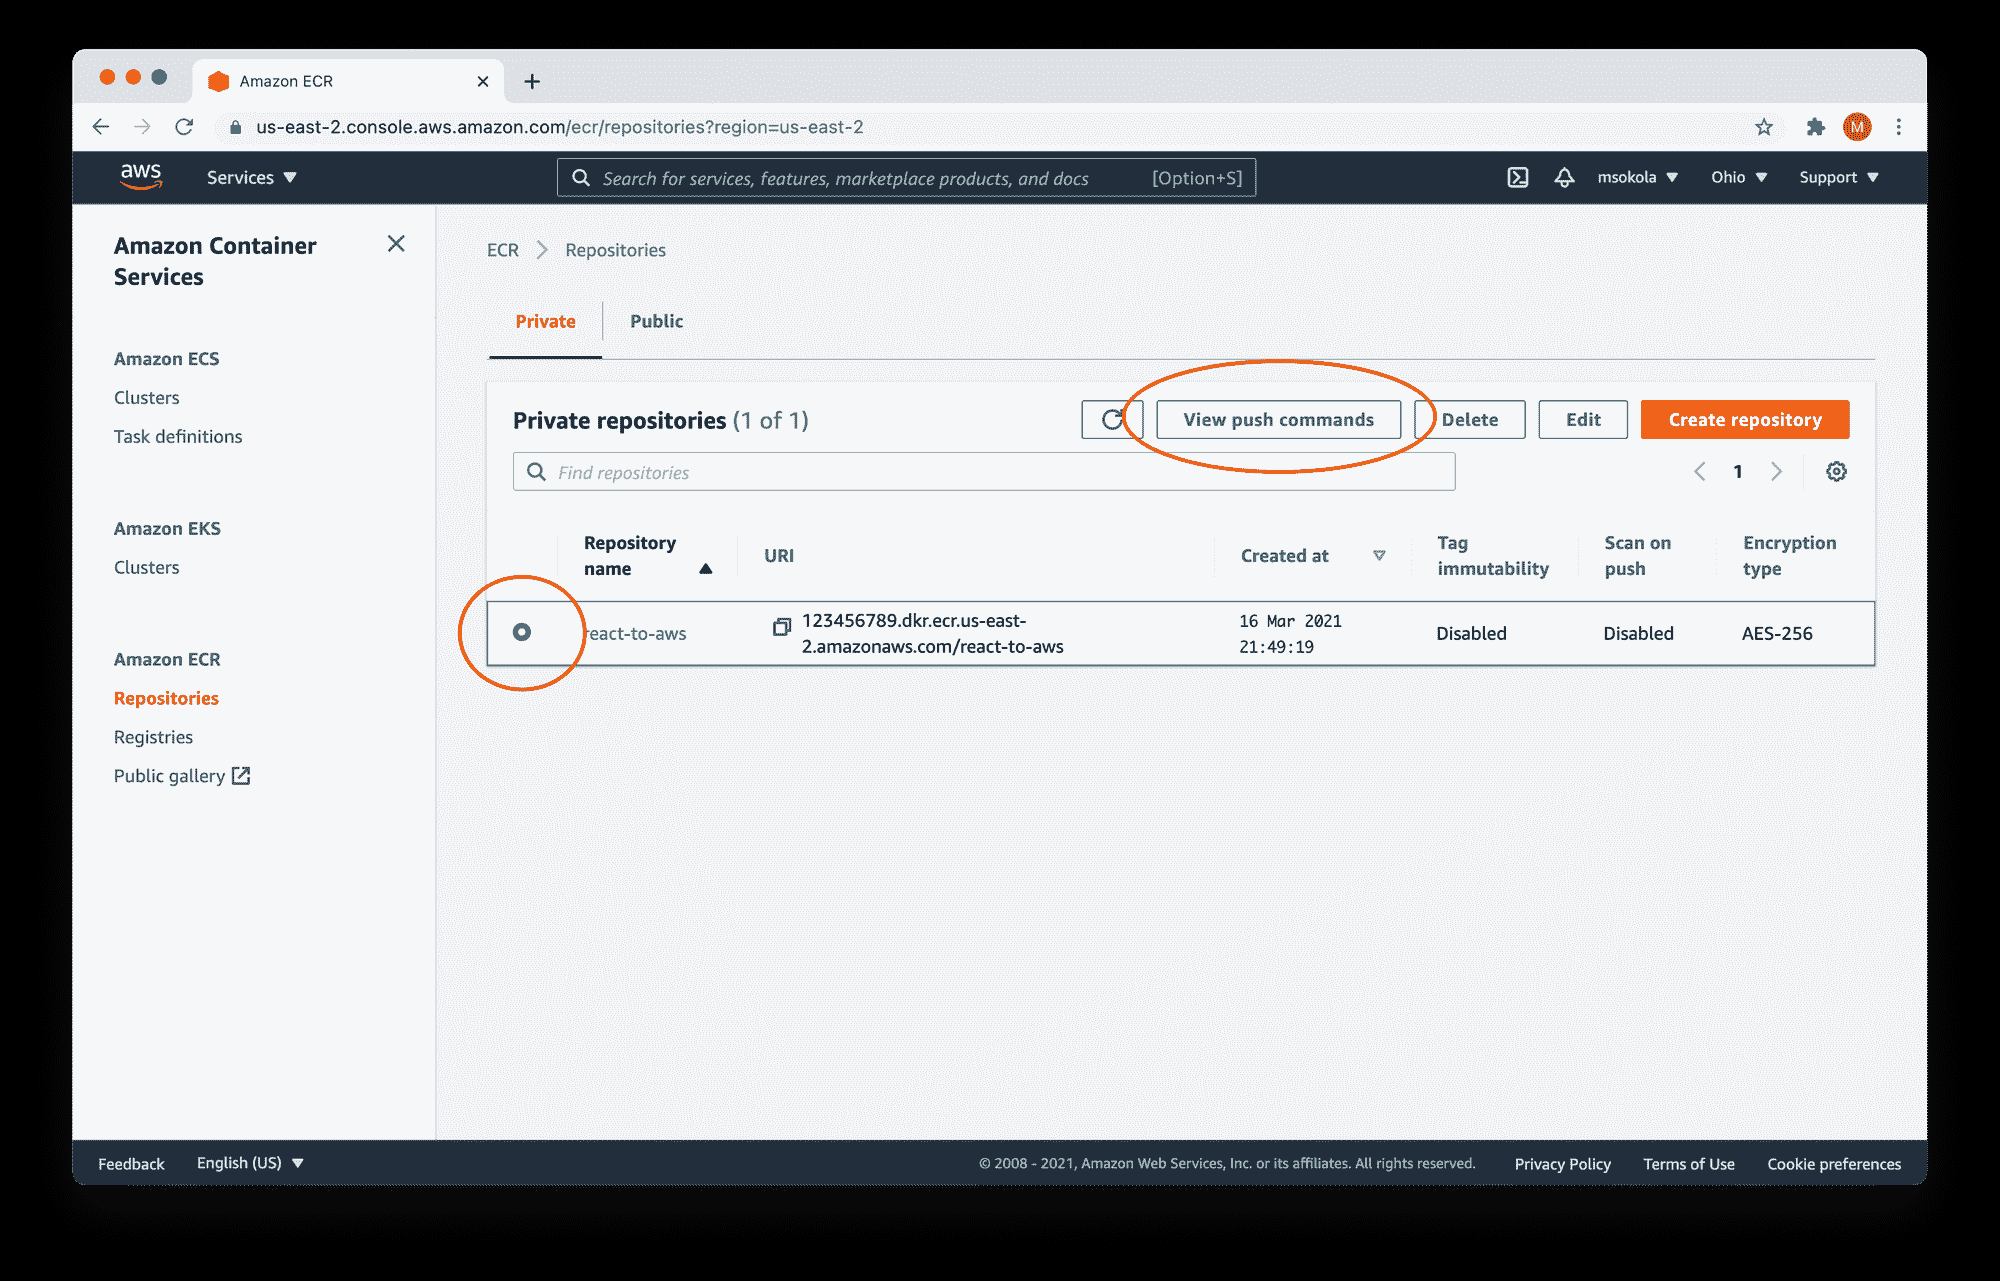 Amazon ECR
us-east-2.console.aws.amazon.com/ecr/repositories?region=us-east-2
M
aws
Services
Search for services, features, marketplace products, and docs [Option+S]
msokola
Ohio
Support
Amazon Container
Services
Amazon ECS
Clusters
Task definitions
Amazon EKS
Clusters
Amazon ECR
Repositories
Registries
Public gallery
ECR Repositories
Private Public
Private repositories (1 of 1)
View push commands
Delete
Edit
Create repository
Find repositories
1
Repository
name
URI
Created at
Tag
immutability
Scan on
push
Encryption
type
react-to-aws
123456789.dkr.ecr.us-east-
2.amazonaws.com/react-to-aws
16 Mar 2021
21:49:19
Disabled
Disabled
AES-256
Feedback
English (US)
© 2008 - 2021, Amazon Web Services, Inc. or its affiliates. All rights reserved.
Privacy Policy
Terms of Use
Cookie preferences